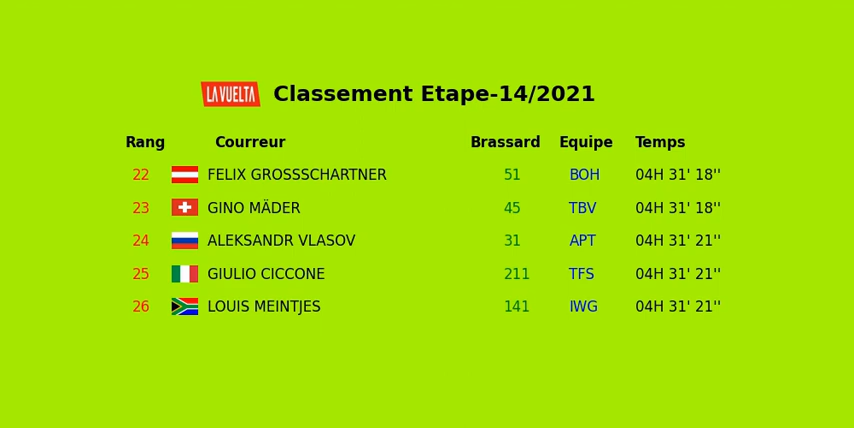 LA VUELTA Classement Etape-14/2021
Rang Courreur Brassard Equipe Temps
22 FELIX GROSSSCHARTNER 51 BOH 04H 31' 18''
23 GINO MÄDER 45 TBV 04H 31' 18''
24 ALEKSANDR VLASOV 31 APT 04H 31' 21''
25 GIULIO CICCONE 211 TFS 04H 31' 21''
26 LOUIS MEINTJES 141 IWG 04H 31' 21''